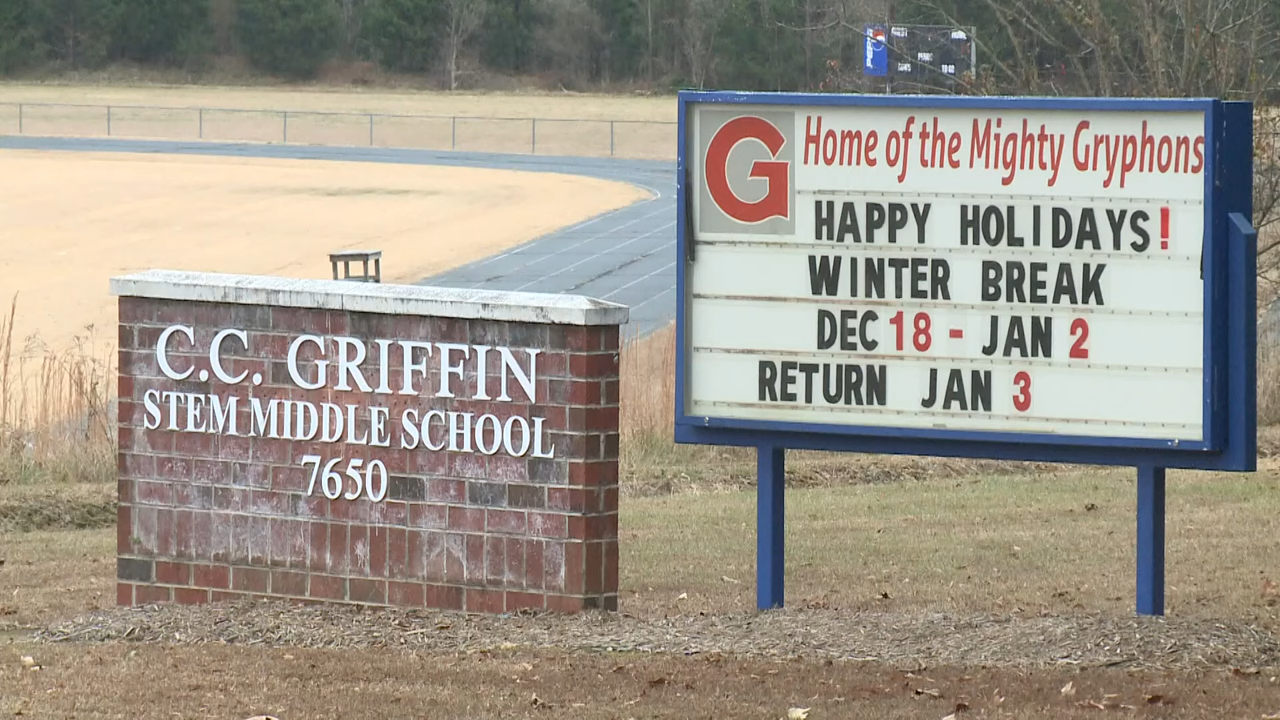 C.C. GRIFFIN
STEM MIDDLE SCHOOL
7650
G
Home of the Mighty Gryphons
HAPPY HOLIDAYS!
WINTER BREAK
DEC 18 - JAN 2
RETURN JAN 3
PEPSI